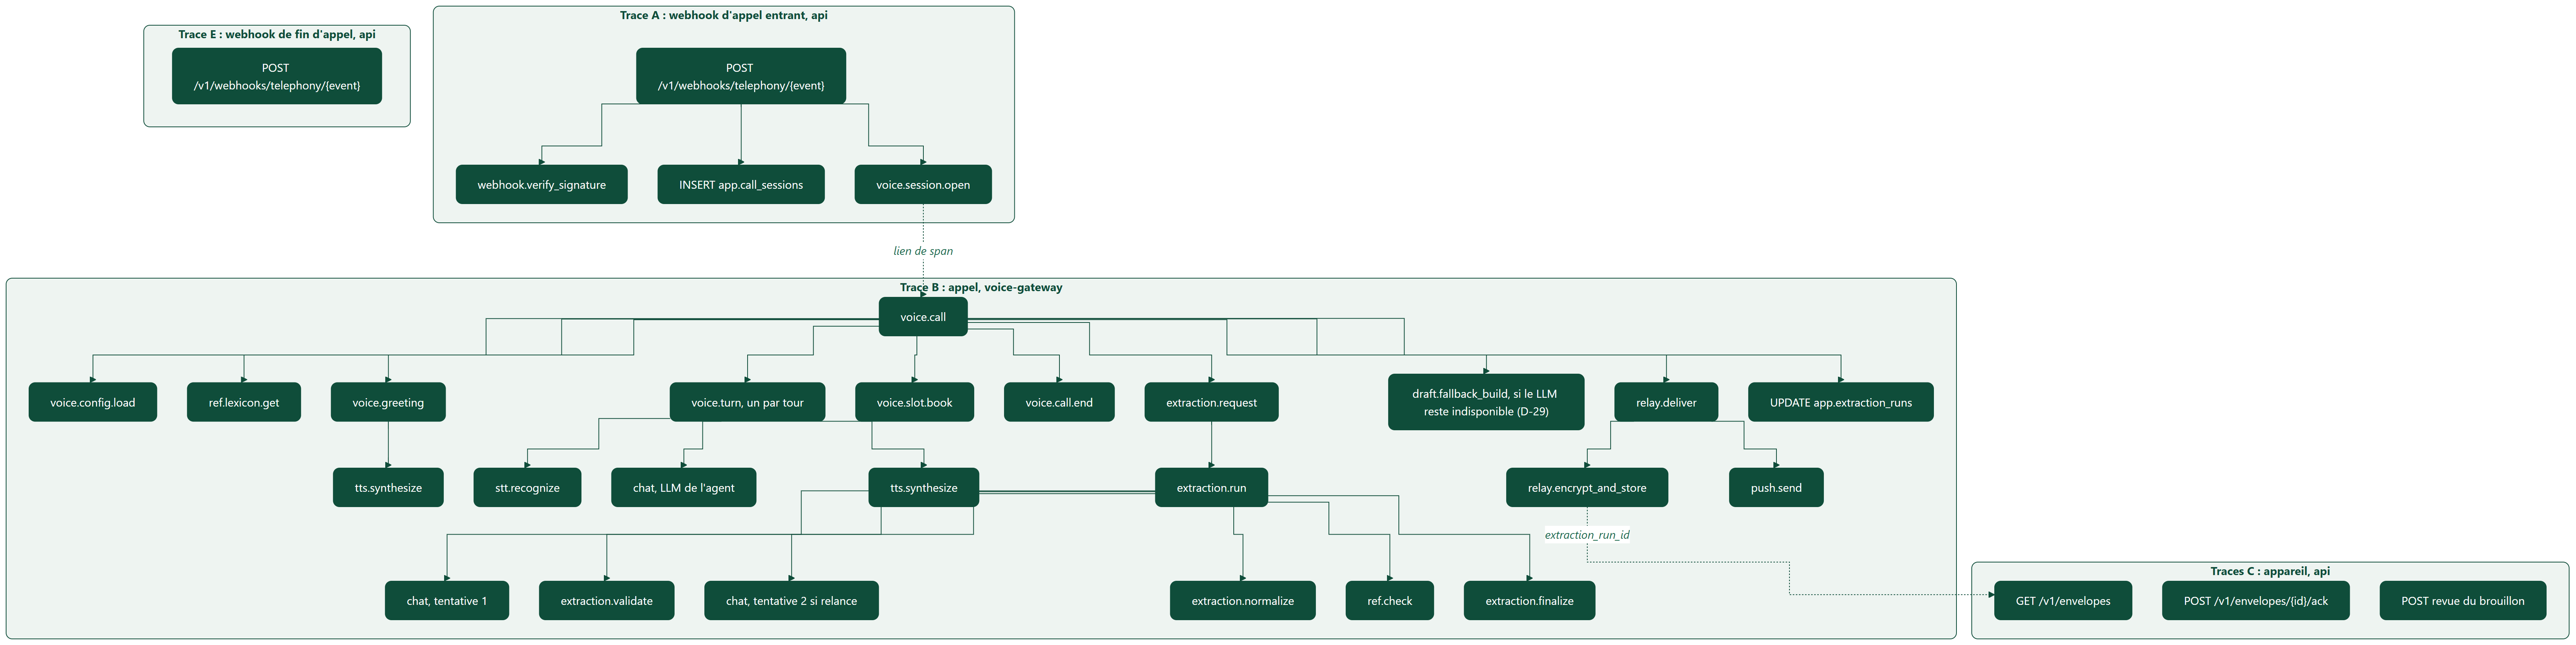 Trace E : webhook de fin d'appel, api
POST
/v1/webhooks/telephony/{event}
Trace A : webhook d'appel entrant, api
POST
/v1/webhooks/telephony/{event}
webhook.verify_signature
INSERT app.call_sessions
voice.session.open
lien de span
Trace B : appel, voice-gateway
voice.call
voice.config.load
ref.lexicon.get
voice.greeting
voice.turn, un par tour
voice.slot.book
voice.call.end
extraction.request
draft.fallback_build, si le LLM
reste indisponible (D-29)
relay.deliver
UPDATE app.extraction_runs
tts.synthesize
stt.recognize
chat, LLM de l'agent
tts.synthesize
extraction.run
relay.encrypt_and_store
push.send
extraction_run_id
chat, tentative 1
extraction.validate
chat, tentative 2 si relance
extraction.normalize
ref.check
extraction.finalize
Traces C : appareil, api
GET /v1/envelopes
POST /v1/envelopes/{id}/ack
POST revue du brouillon